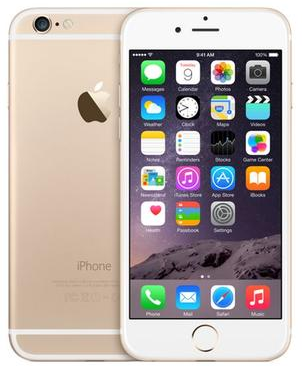 9:41 AM 100%
Tuesday
9
Messages Calendar Photos Camera
Weather Clock Maps Videos
Notes Reminders Stocks Game Center
Newsstand iTunes Store App Store iBooks
Health Passbook Settings
iPhone
Phone Mail Safari Music